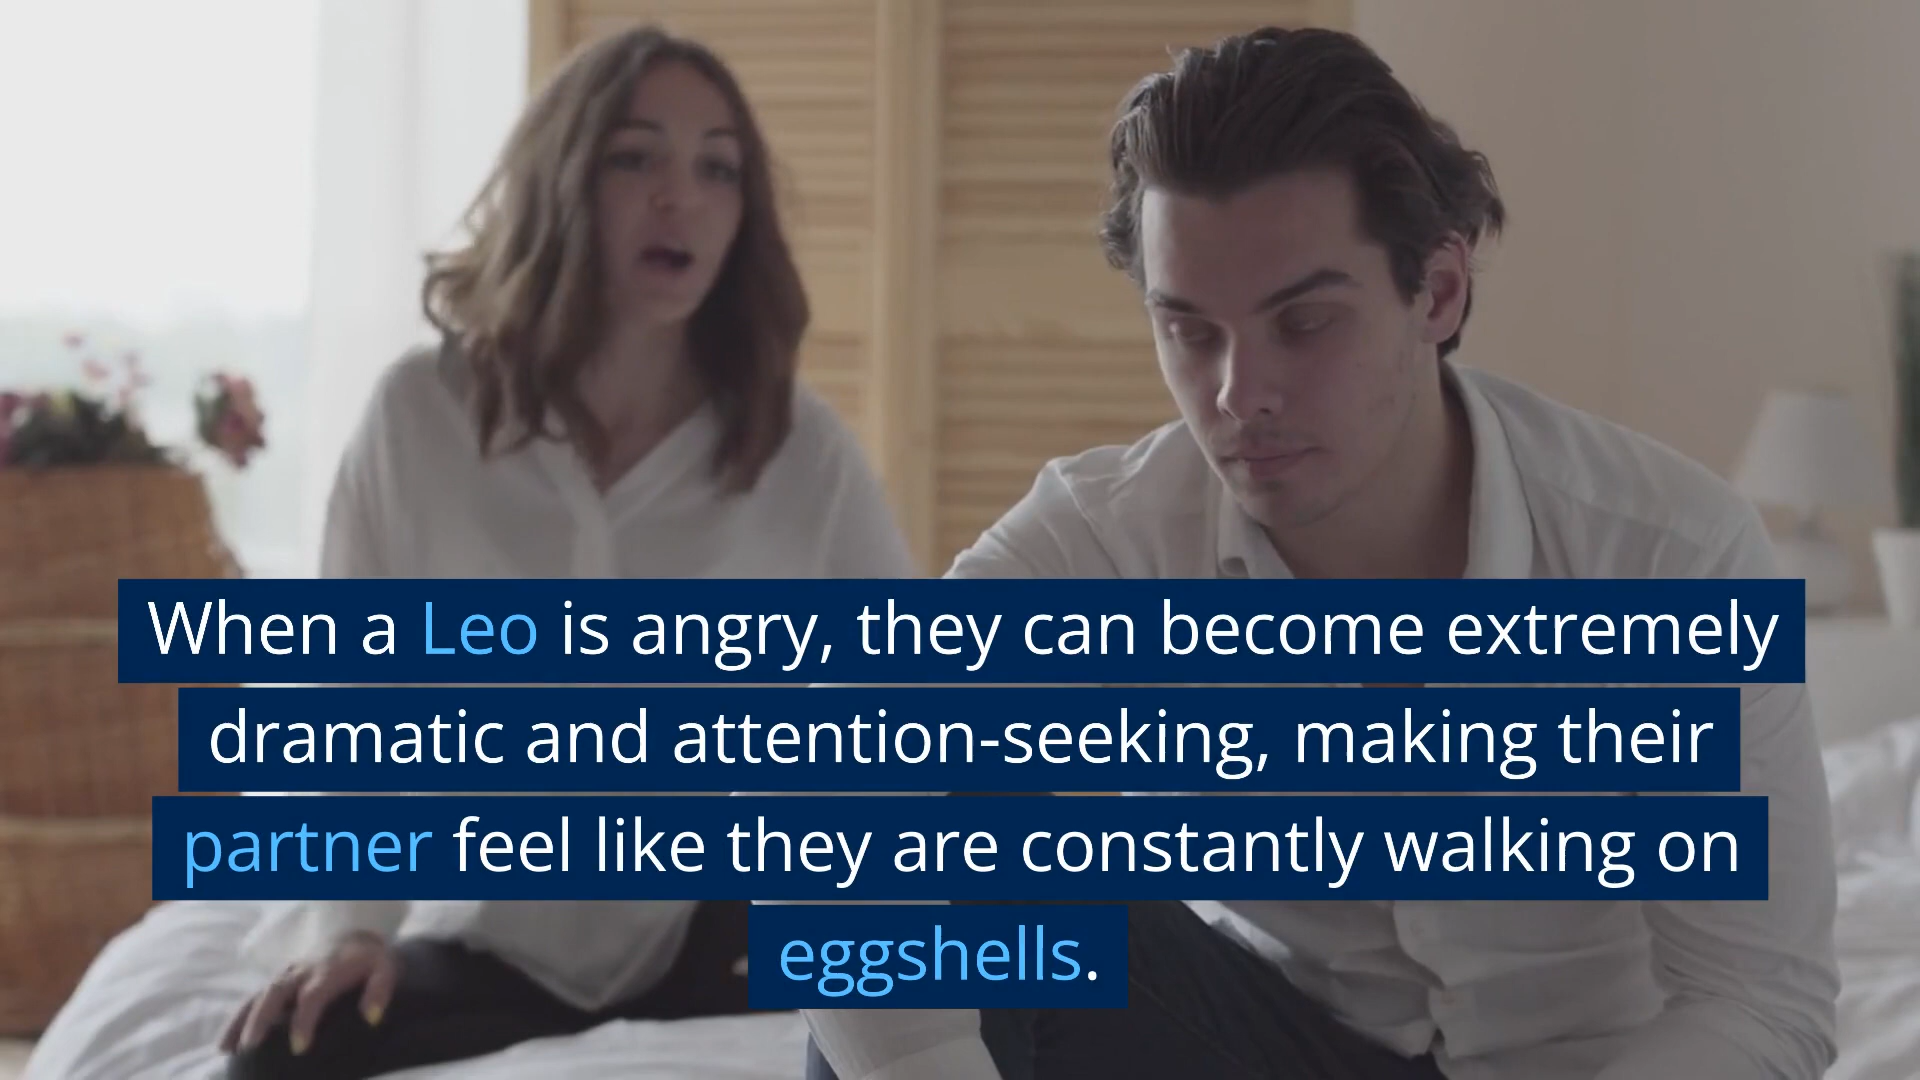 When a Leo is angry, they can become extremely
dramatic and attention-seeking, making their
partner feel like they are constantly walking on
eggshells.